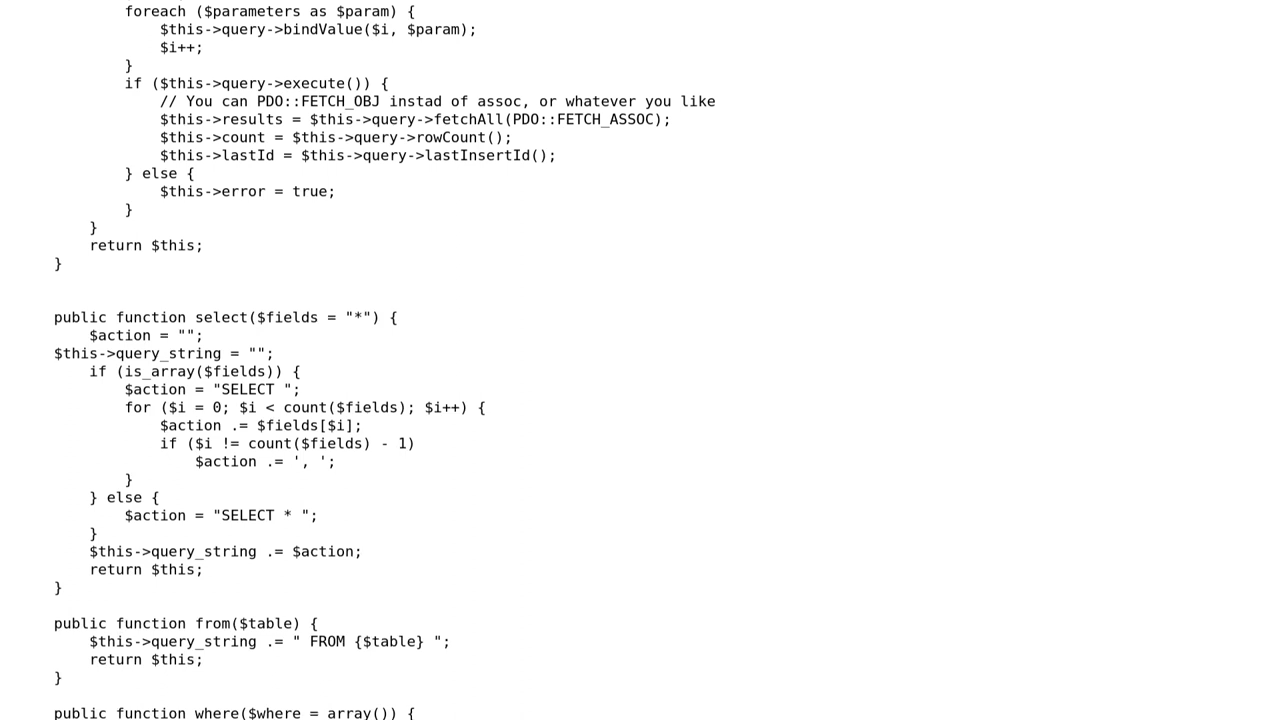 foreach ($parameters as $param) {
$this->query->bindValue($i, $param);
$i++;
}
if ($this->query->execute()) {
// You can PDO::FETCH_OBJ instad of assoc, or whatever you like
$this->results = $this->query->fetchAll(PDO::FETCH_ASSOC);
$this->count = $this->query->rowCount();
$this->lastId = $this->query->lastInsertId();
} else {
$this->error = true;
}
}
return $this;
}
public function select($fields = "*") {
$action = "";
$this->query_string = "";
if (is_array($fields)) {
$action = "SELECT ";
for ($i = 0; $i < count($fields); $i++) {
$action .= $fields[$i];
if ($i != count($fields) - 1)
$action .= ', ';
}
} else {
$action = "SELECT * ";
}
$this->query_string .= $action;
return $this;
}
public function from($table) {
$this->query_string .= " FROM {$table} ";
return $this;
}
public function where($where = array()) {